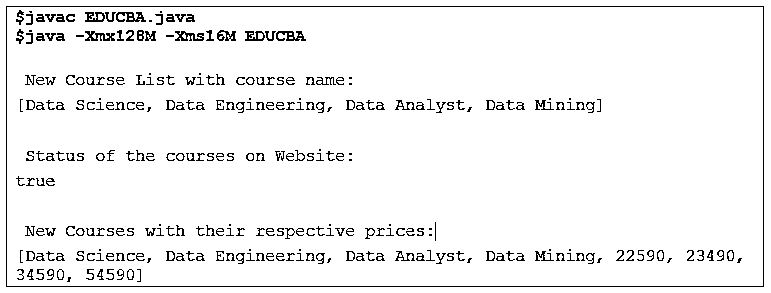 $javac EDUCBA.java
$java -Xmx128M -Xms16M EDUCBA
New Course List with course name:
[Data Science, Data Engineering, Data Analyst, Data Mining]
Status of the courses on Website:
true
New Courses with their respective prices:
[Data Science, Data Engineering, Data Analyst, Data Mining, 22590, 23490,
34590, 54590]